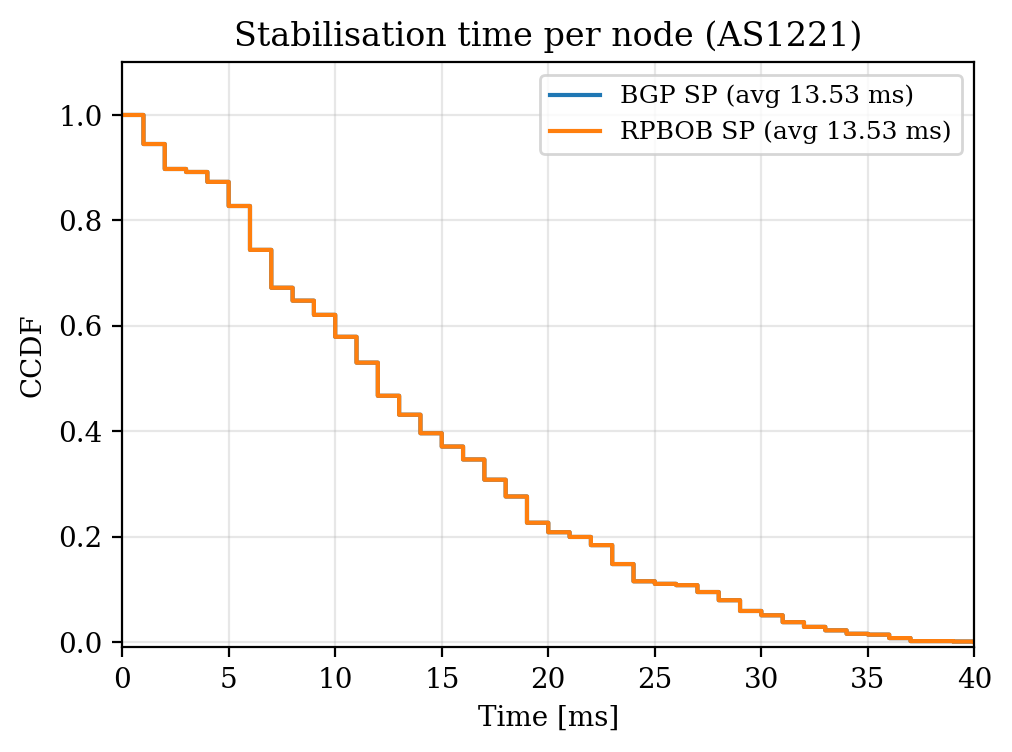 Stabilisation time per node (AS1221)
BGP SP (avg 13.53 ms)
RPBOB SP (avg 13.53 ms)
CCDF
1.0
0.8
0.6
0.4
0.2
0.0
0 5 10 15 20 25 30 35 40
Time [ms]